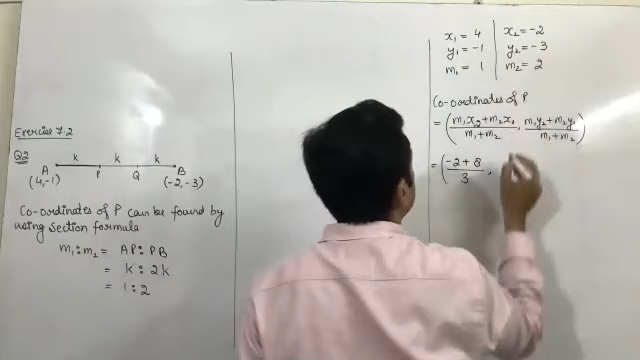 Exercise 7.2
Q2
k k k
A P Q B
(4,-1) (-2,-3)
Co-ordinates of P can be found by
using Section formula
m₁:m₂ = AP:PB
= k:2k
= 1:2
x₁ = 4 x₂ = -2
y₁ = -1 y₂ = -3
m₁ = 1 m₂ = 2
Co-ordinates of P
= ( (m₁x₂+m₂x₁)/(m₁+m₂) , (m₁y₂+m₂y₁)/(m₁+m₂) )
= ( (-2+8)/3 ,